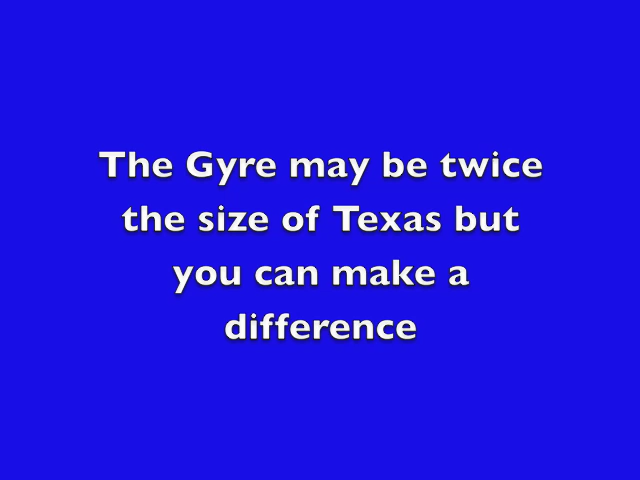 The Gyre may be twice
the size of Texas but
you can make a
difference